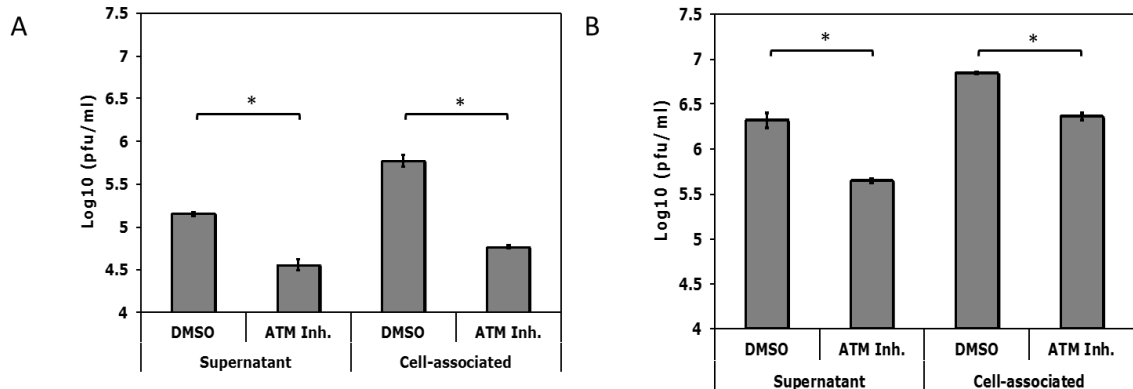 A
7.5
7
6.5
6
5.5
5
4.5
4
Log10 (pfu/ml)
*
*
DMSO
ATM Inh.
DMSO
ATM Inh.
Supernatant
Cell-associated
B
7.5
7
6.5
6
5.5
5
4.5
4
Log10 (pfu/ml)
*
*
DMSO
ATM Inh.
DMSO
ATM Inh.
Supernatant
Cell-associated